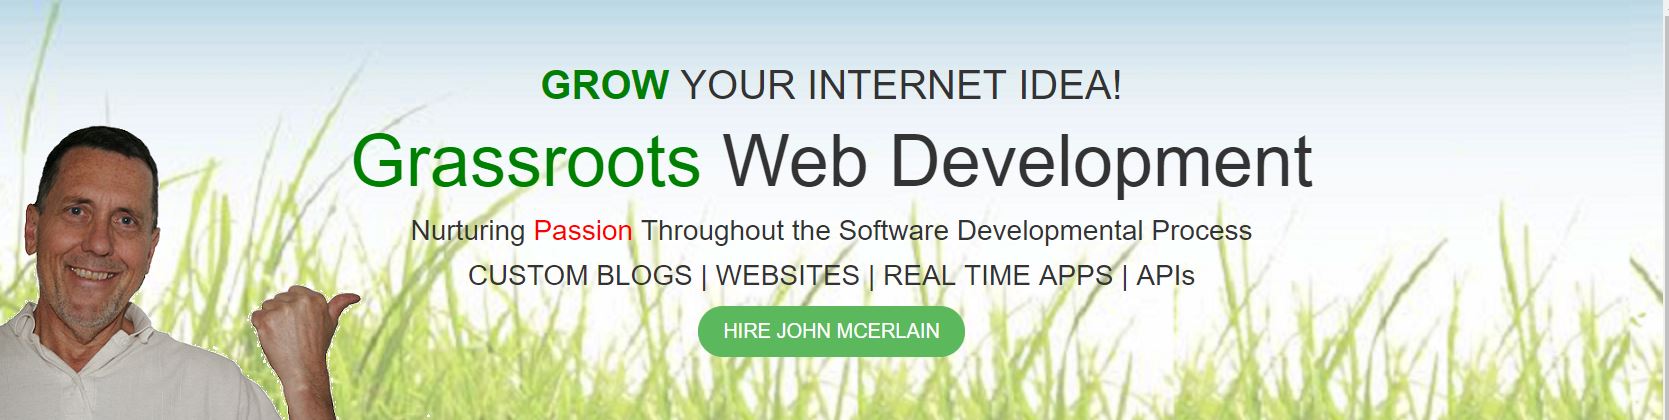 GROW YOUR INTERNET IDEA!
Grassroots Web Development
Nurturing Passion Throughout the Software Developmental Process
CUSTOM BLOGS | WEBSITES | REAL TIME APPS | APIs
HIRE JOHN MCERLAIN